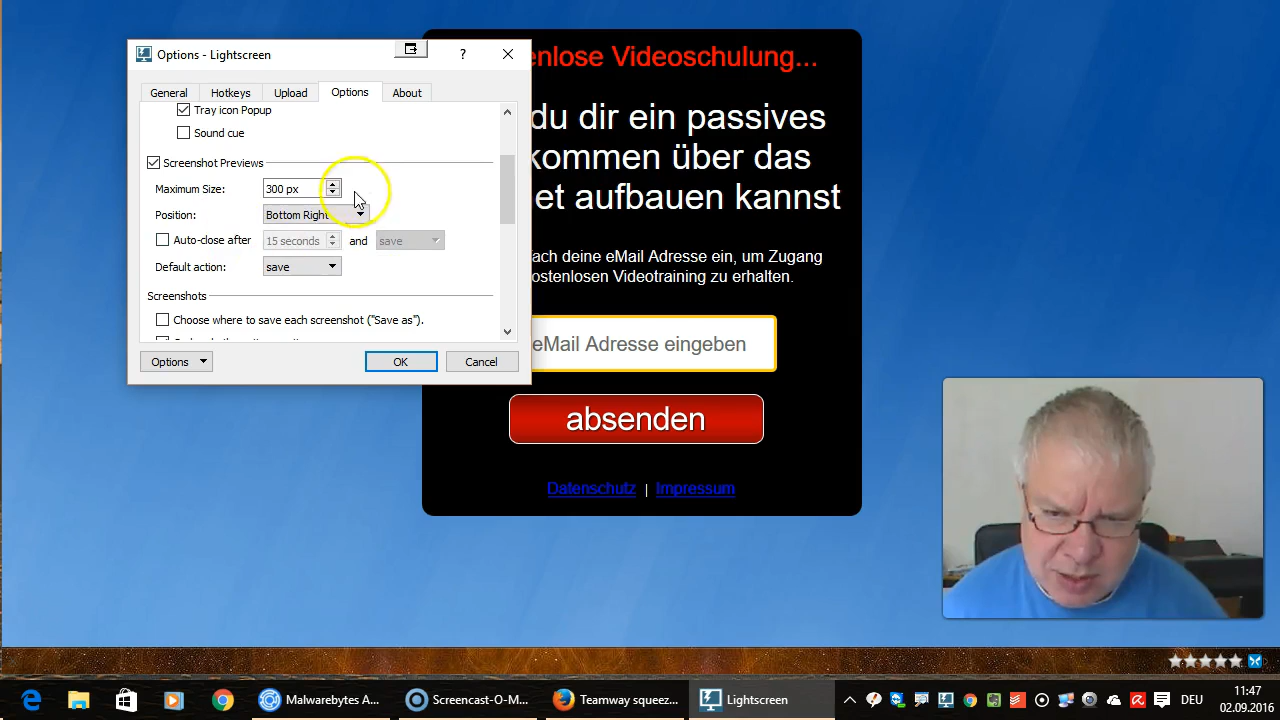 Options - Lightscreen
?
General Hotkeys Upload Options About
Tray icon Popup
Sound cue
Screenshot Previews
Maximum Size: 300 px
Position: Bottom Right
Auto-close after 15 seconds and save
Default action: save
Screenshots
Choose where to save each screenshot ("Save as").
Options OK Cancel
enlose Videoschulung...
du dir ein passives
kommen über das
et aufbauen kannst
ach deine eMail Adresse ein, um Zugang
ostenlosen Videotraining zu erhalten.
eMail Adresse eingeben
absenden
Datenschutz | Impressum
Malwarebytes A... Screencast-O-M... Teamway squeez... Lightscreen DEU
11:47
02.09.2016